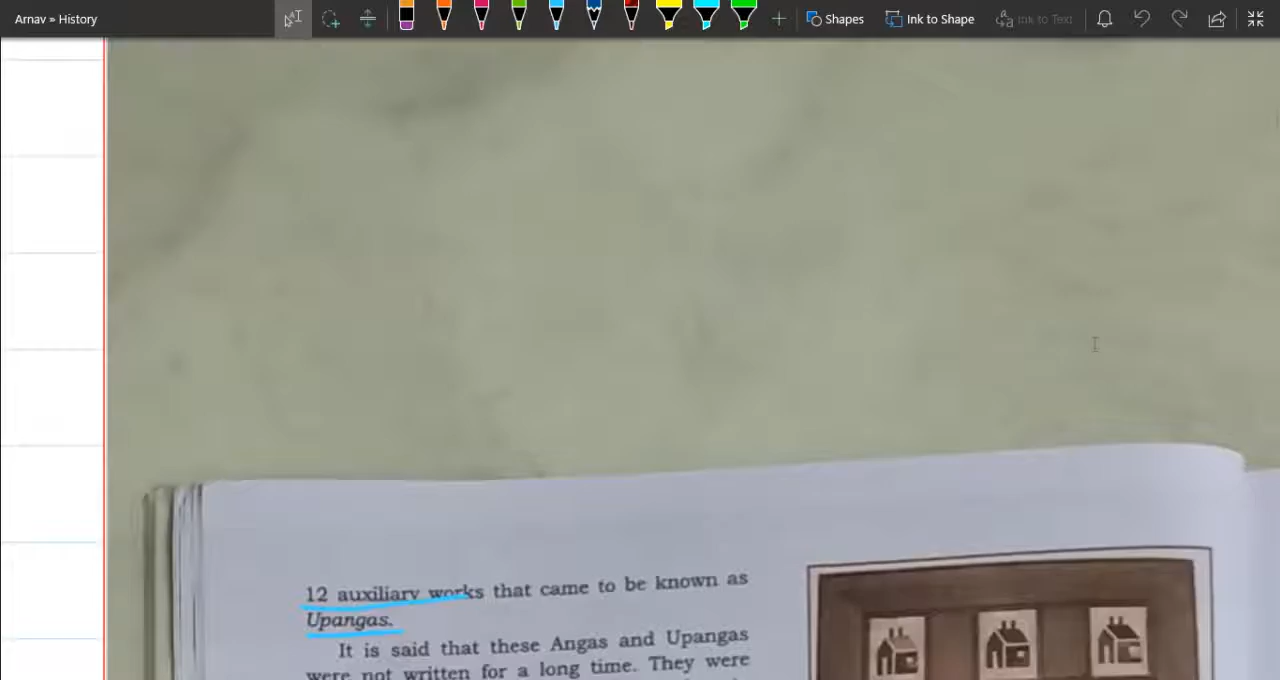 Arnav » History
Shapes
Ink to Shape
Ink to Text
12 auxiliary works that came to be known as
Upangas.
It is said that these Angas and Upangas
were not written for a long time. They were